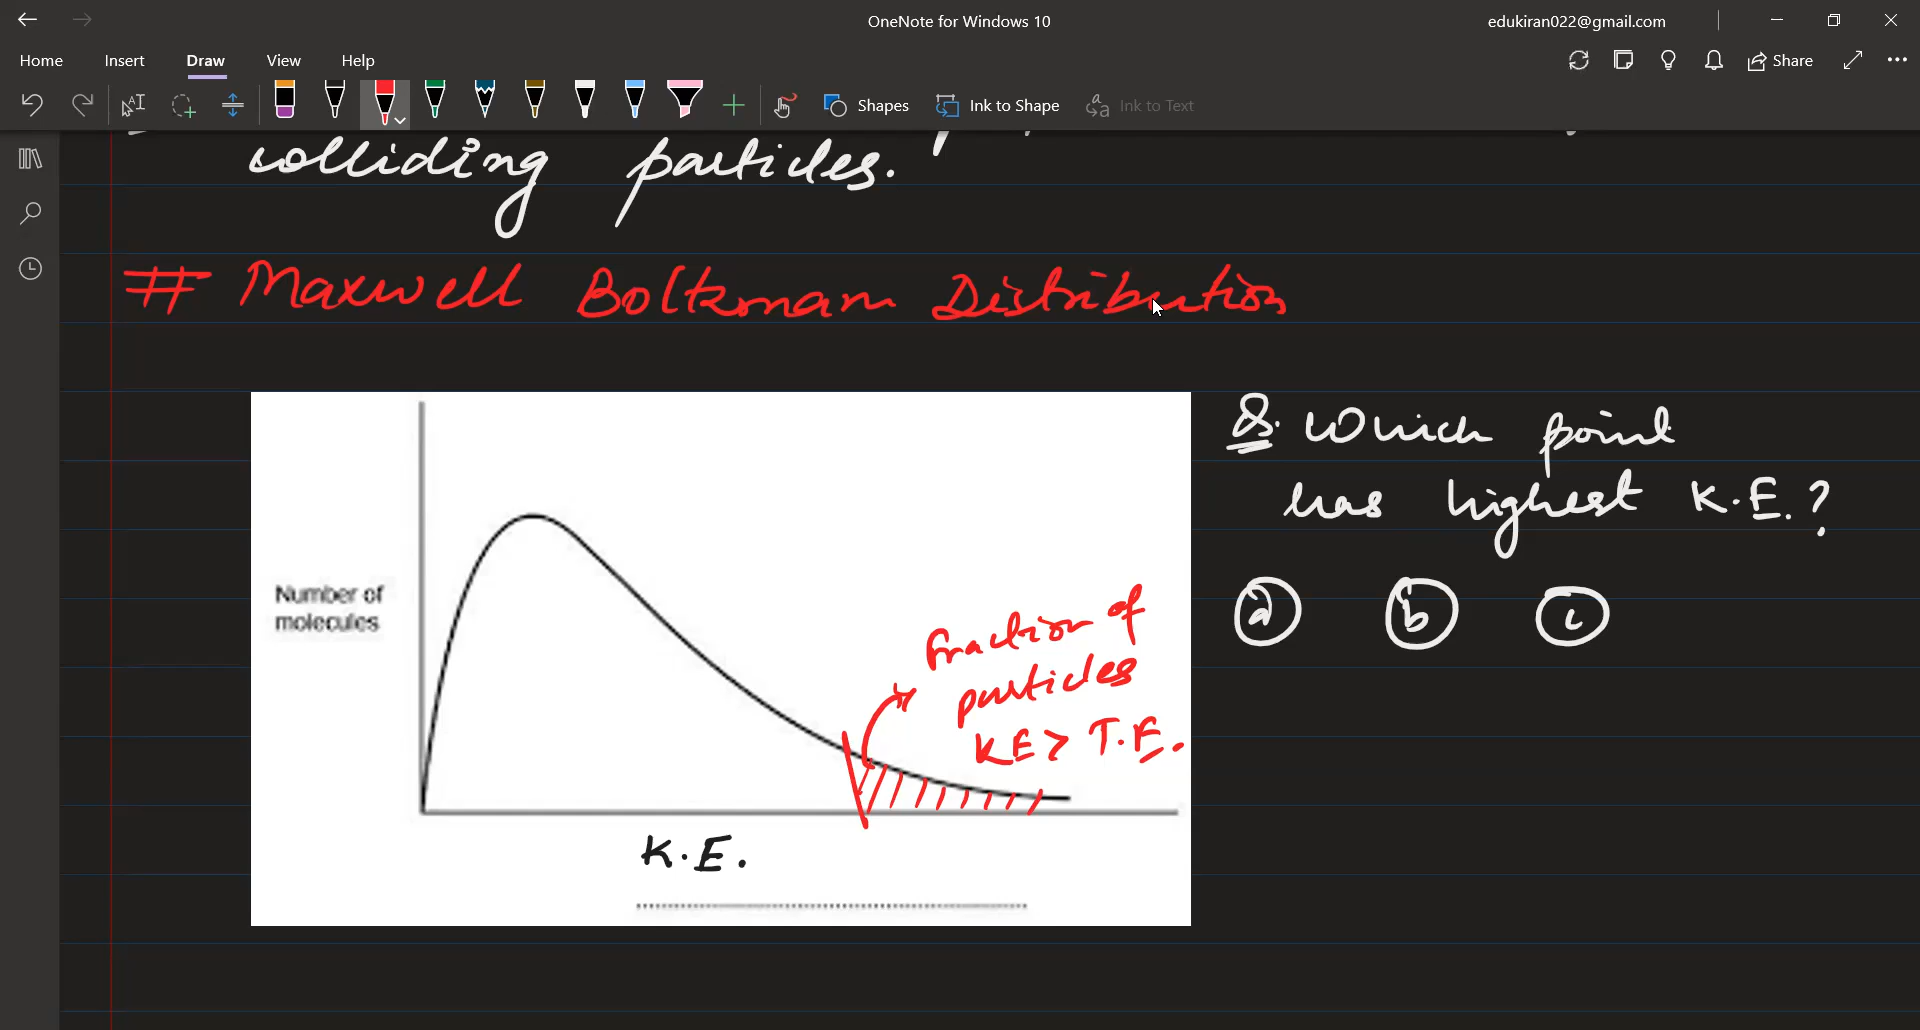 OneNote for Windows 10
edukiran022@gmail.com
Home Insert Draw View Help
Share
Shapes
Ink to Shape
Ink to Text
colliding particles.
# Maxwell Boltzman Distribution
Number of
molecules
fraction of
particles
KE > T.E.
K.E.
Q. Which point
has highest K.E.?
a b c